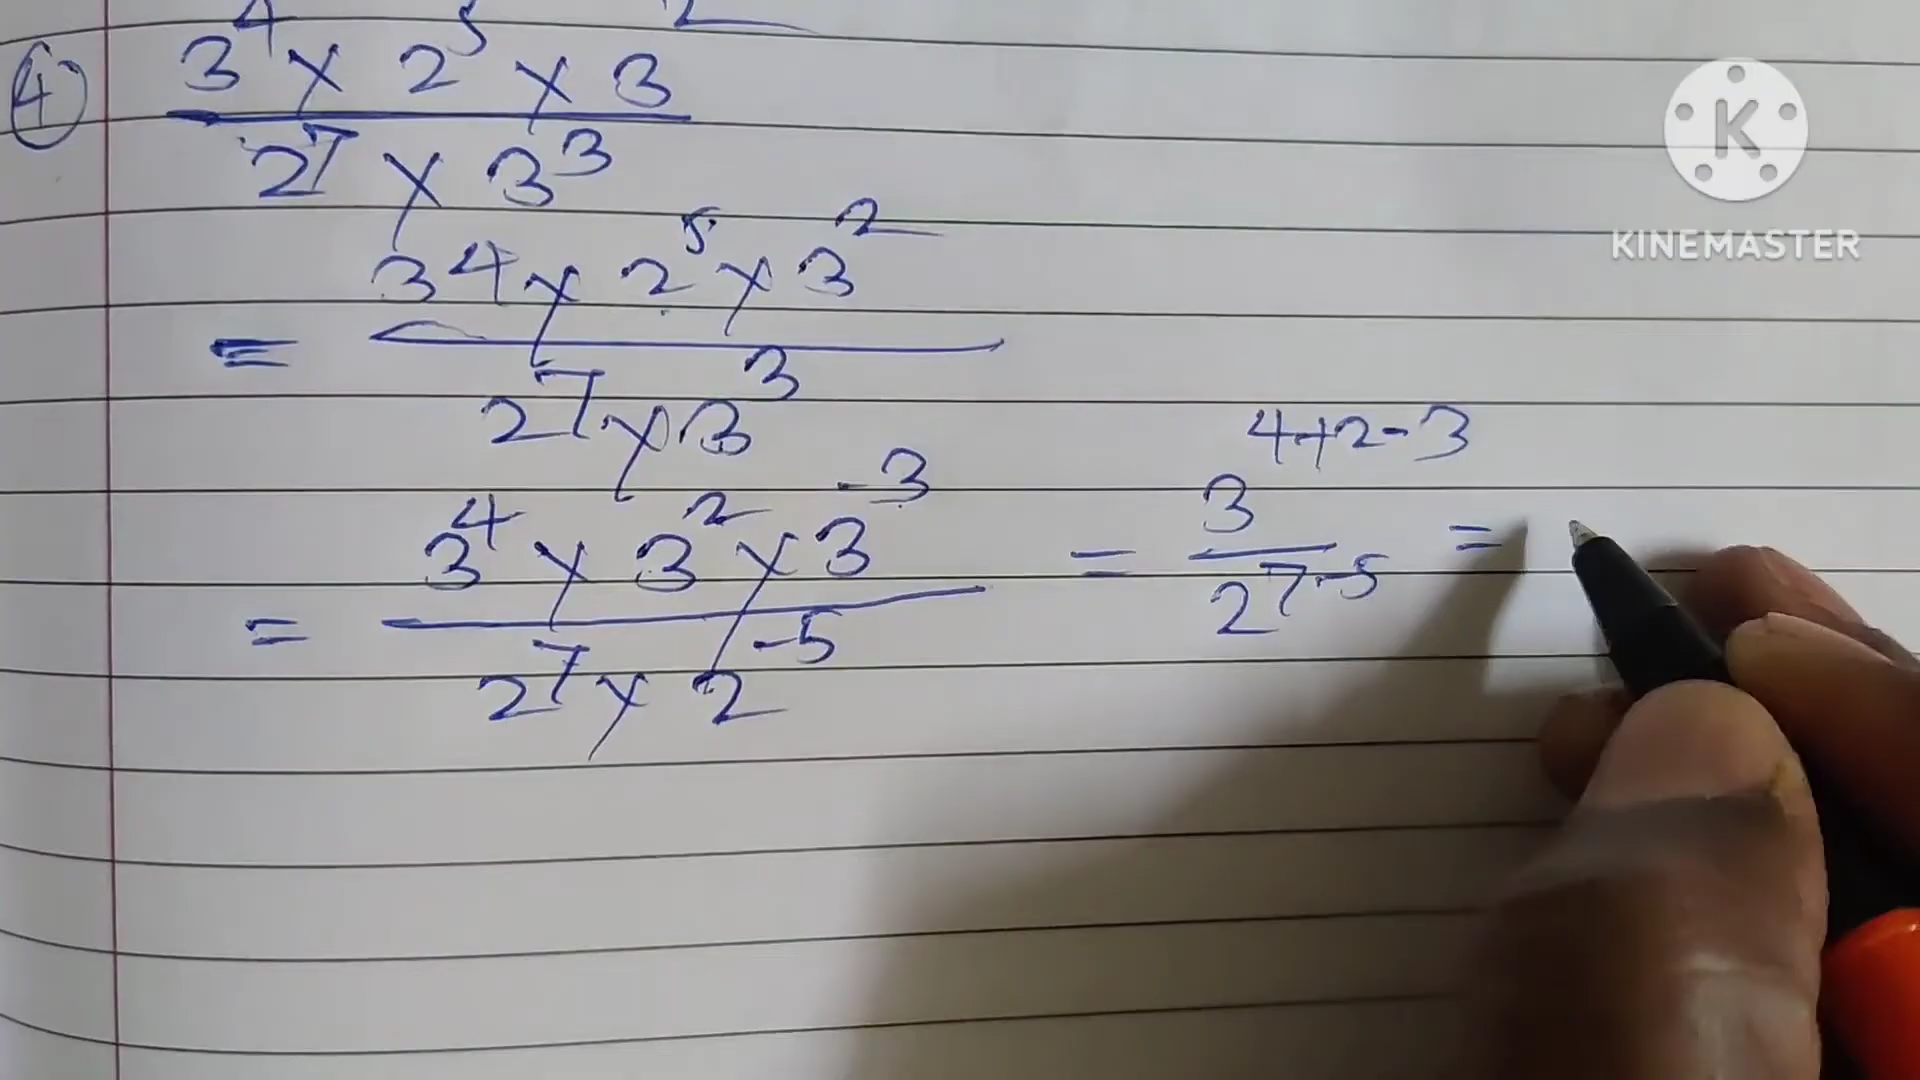 ④ 3⁴ × 2⁵ × 3²
2⁷ × 3³
= 3⁴ × 2⁵ × 3²
2⁷ × 3³
= 3⁴ × 3² × 3⁻³ = 3⁴⁺²⁻³ =
2⁷ × 2⁻⁵ 2⁷⁻⁵
K
KINEMASTER